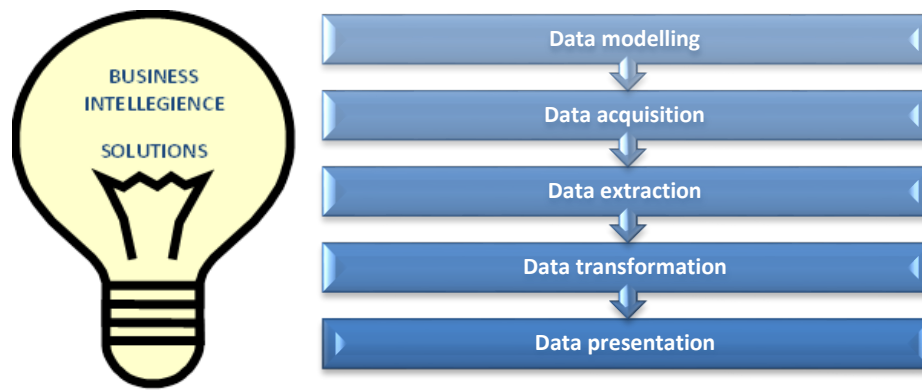 BUSINESS
INTELLEGIENCE
SOLUTIONS
Data modelling
Data acquisition
Data extraction
Data transformation
Data presentation